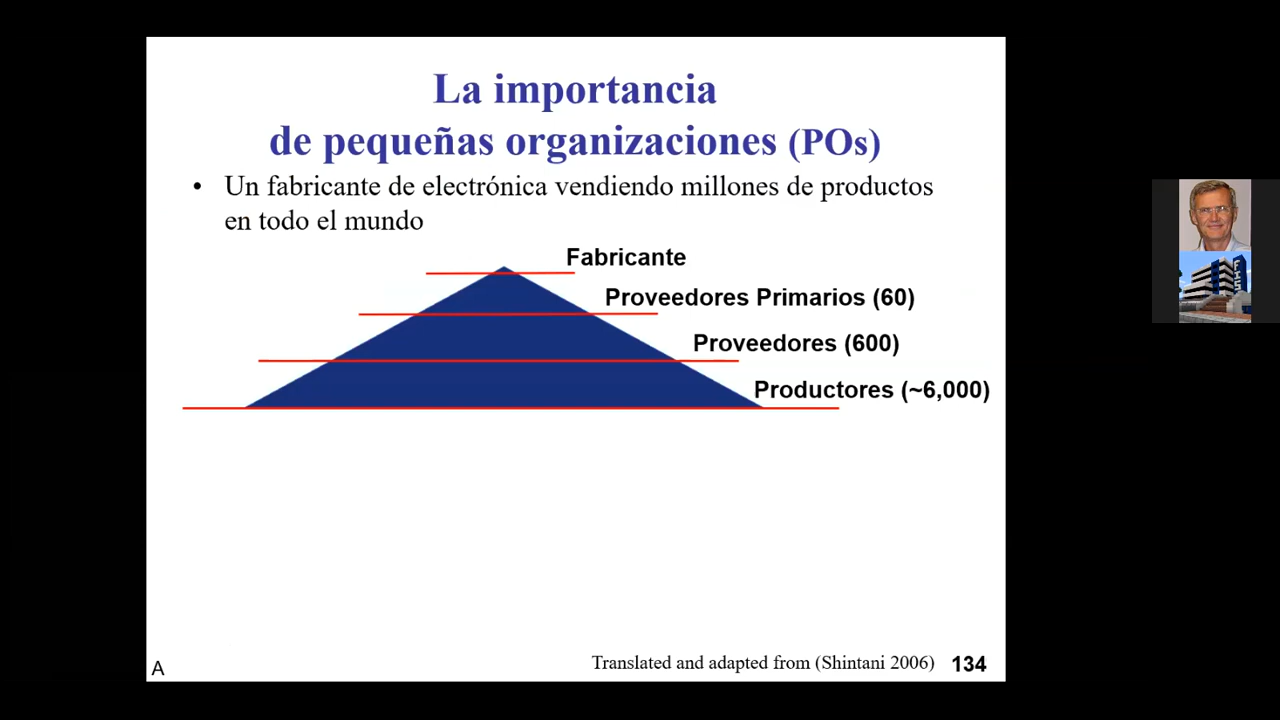 La importancia
de pequeñas organizaciones (POs)
• Un fabricante de electrónica vendiendo millones de productos
en todo el mundo
Fabricante
Proveedores Primarios (60)
Proveedores (600)
Productores (~6,000)
A
Translated and adapted from (Shintani 2006) 134